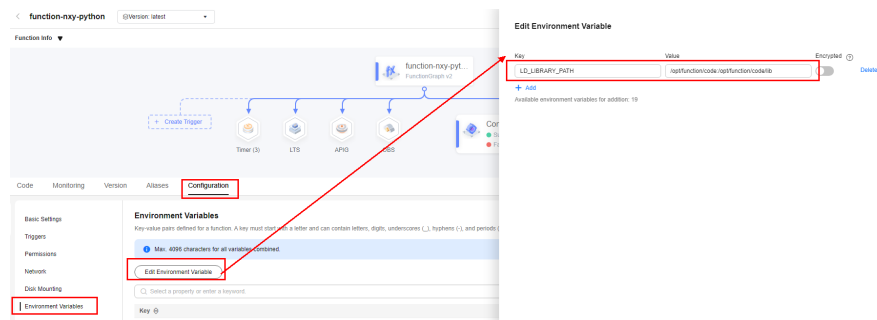 function-nxy-python
Version: latest
Function Info
function-nxy-pyt...
FunctionGraph v2
+ Create Trigger
Timer (3)
LTS
APIG
OBS
Code
Monitoring
Version
Aliases
Configuration
Basic Settings
Triggers
Permissions
Network
Disk Mounting
Environment Variables
Environment Variables
Key-value pairs defined for a function. A key must start with a letter and can contain letters, digits, underscores (_), hyphens (-), and periods (
Max. 4096 characters for all variables combined.
Edit Environment Variable
Select a property or enter a keyword.
Key
Edit Environment Variable
Key
Value
Encrypted
LD_LIBRARY_PATH
/opt/function/code:/opt/function/code/lib
Delete
+ Add
Available environment variables for addition: 19